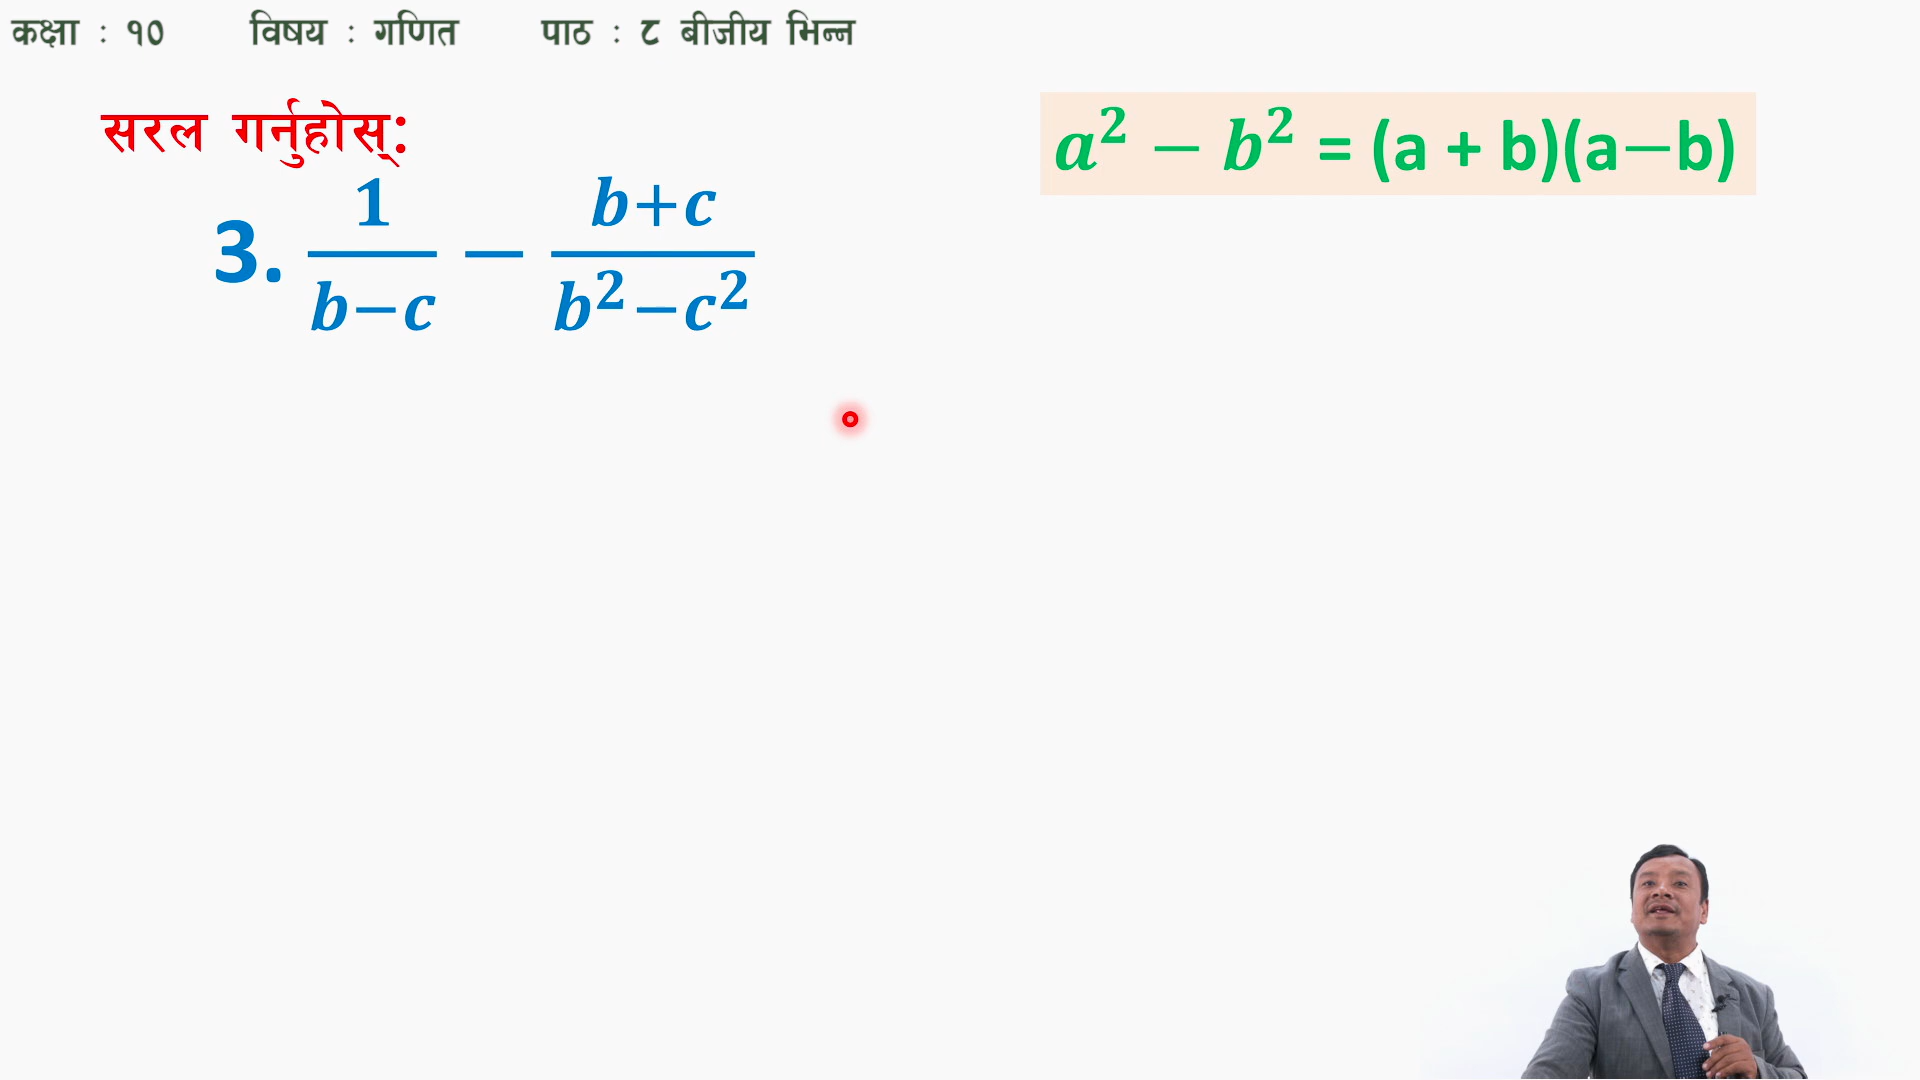 कक्षा : १० विषय : गणित पाठ : ८ बीजीय भिन्न
सरल गर्नुहोस्:
a² − b² = (a + b)(a−b)
3. 1/(b−c) − (b+c)/(b²−c²)